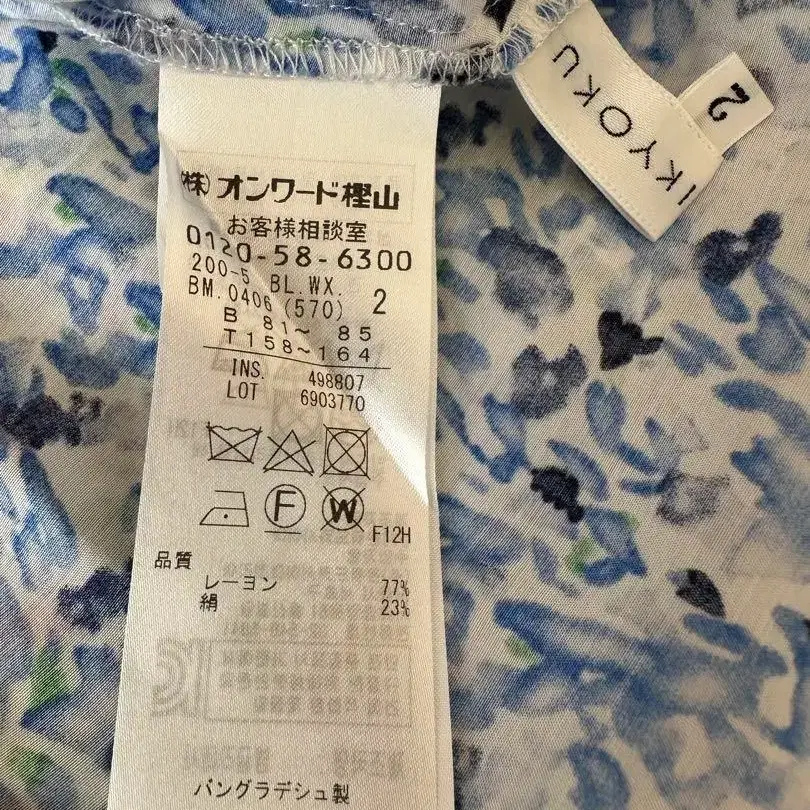 IKYOKU
2
(株)オンワード樫山
お客様相談室
0120-58-6300
200-5 BL.WX.
BM.0406(570) 2
B 81~ 85
T158~164
INS. 498807
LOT 6903770
F
W
F12H
品質
レーヨン 77%
絹 23%
バングラデシュ製